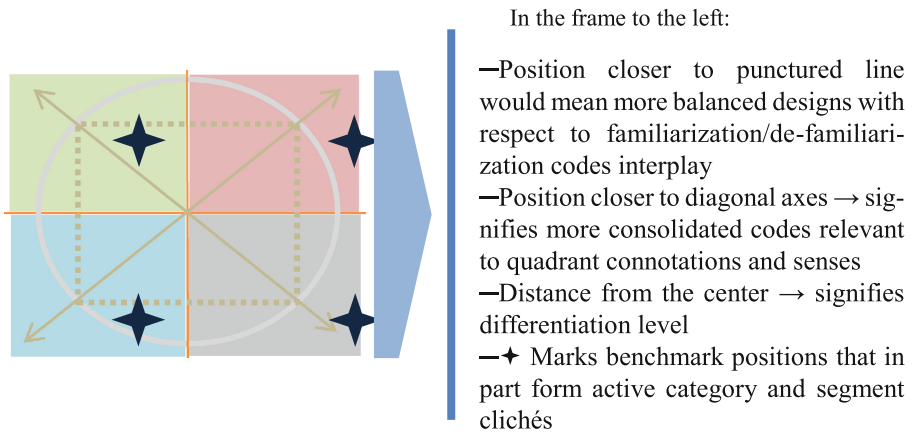 In the frame to the left:
—Position closer to punctured line
would mean more balanced designs with
respect to familiarization/de-familiari-
zation codes interplay
—Position closer to diagonal axes → sig-
nifies more consolidated codes relevant
to quadrant connotations and senses
—Distance from the center → signifies
differentiation level
—✦ Marks benchmark positions that in
part form active category and segment
clichés